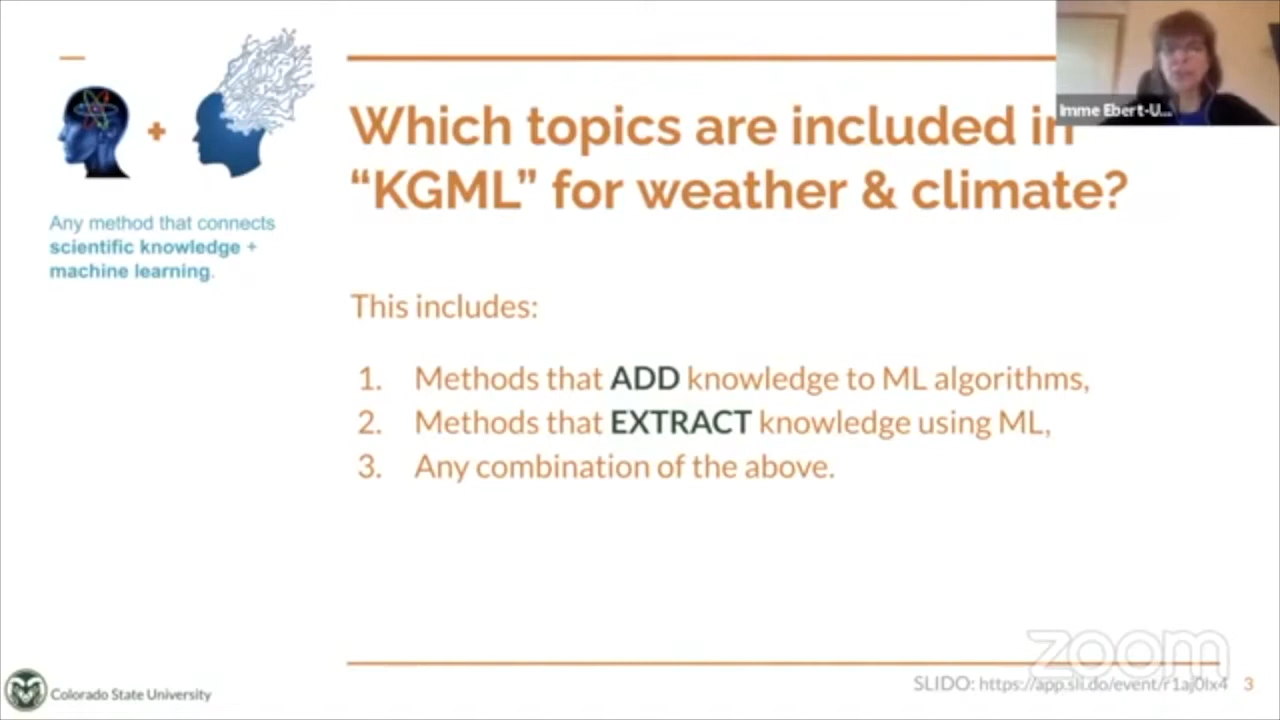 Imme Ebert-U...
Which topics are included in
“KGML” for weather & climate?
Any method that connects
scientific knowledge +
machine learning.
This includes:
1. Methods that ADD knowledge to ML algorithms,
2. Methods that EXTRACT knowledge using ML,
3. Any combination of the above.
zoom
Colorado State University
SLIDO: https://app.sli.do/event/r1aj0lx4 3